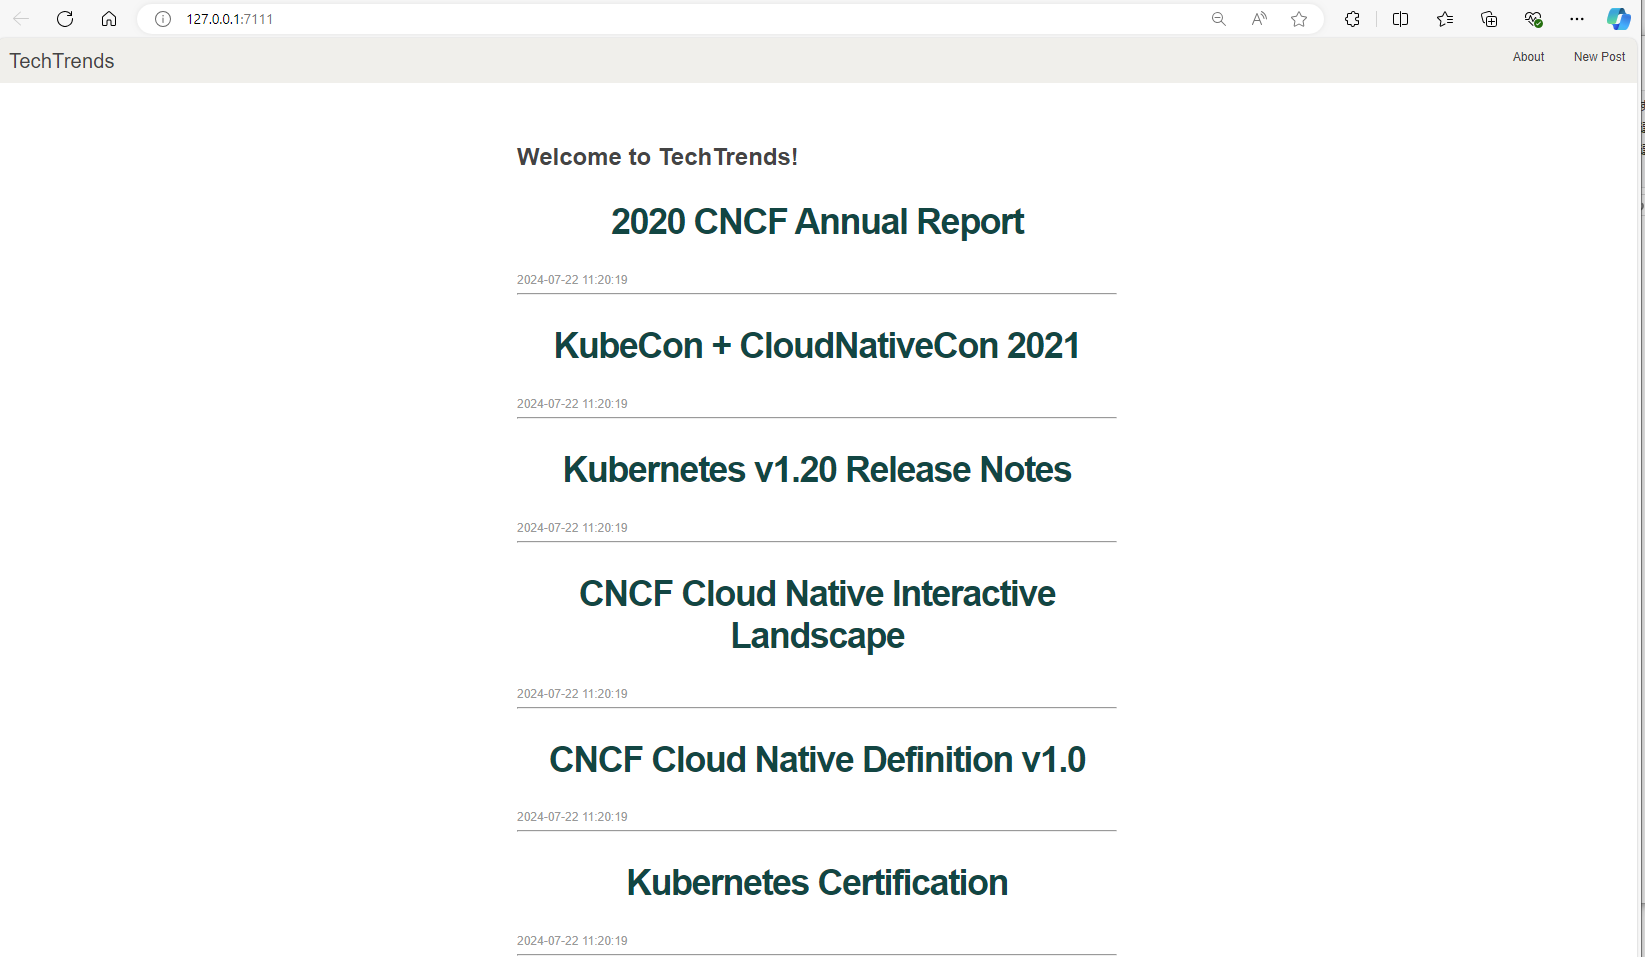 127.0.0.1:7111
TechTrends
About
New Post
Welcome to TechTrends!
2020 CNCF Annual Report
2024-07-22 11:20:19
KubeCon + CloudNativeCon 2021
2024-07-22 11:20:19
Kubernetes v1.20 Release Notes
2024-07-22 11:20:19
CNCF Cloud Native Interactive
Landscape
2024-07-22 11:20:19
CNCF Cloud Native Definition v1.0
2024-07-22 11:20:19
Kubernetes Certification
2024-07-22 11:20:19